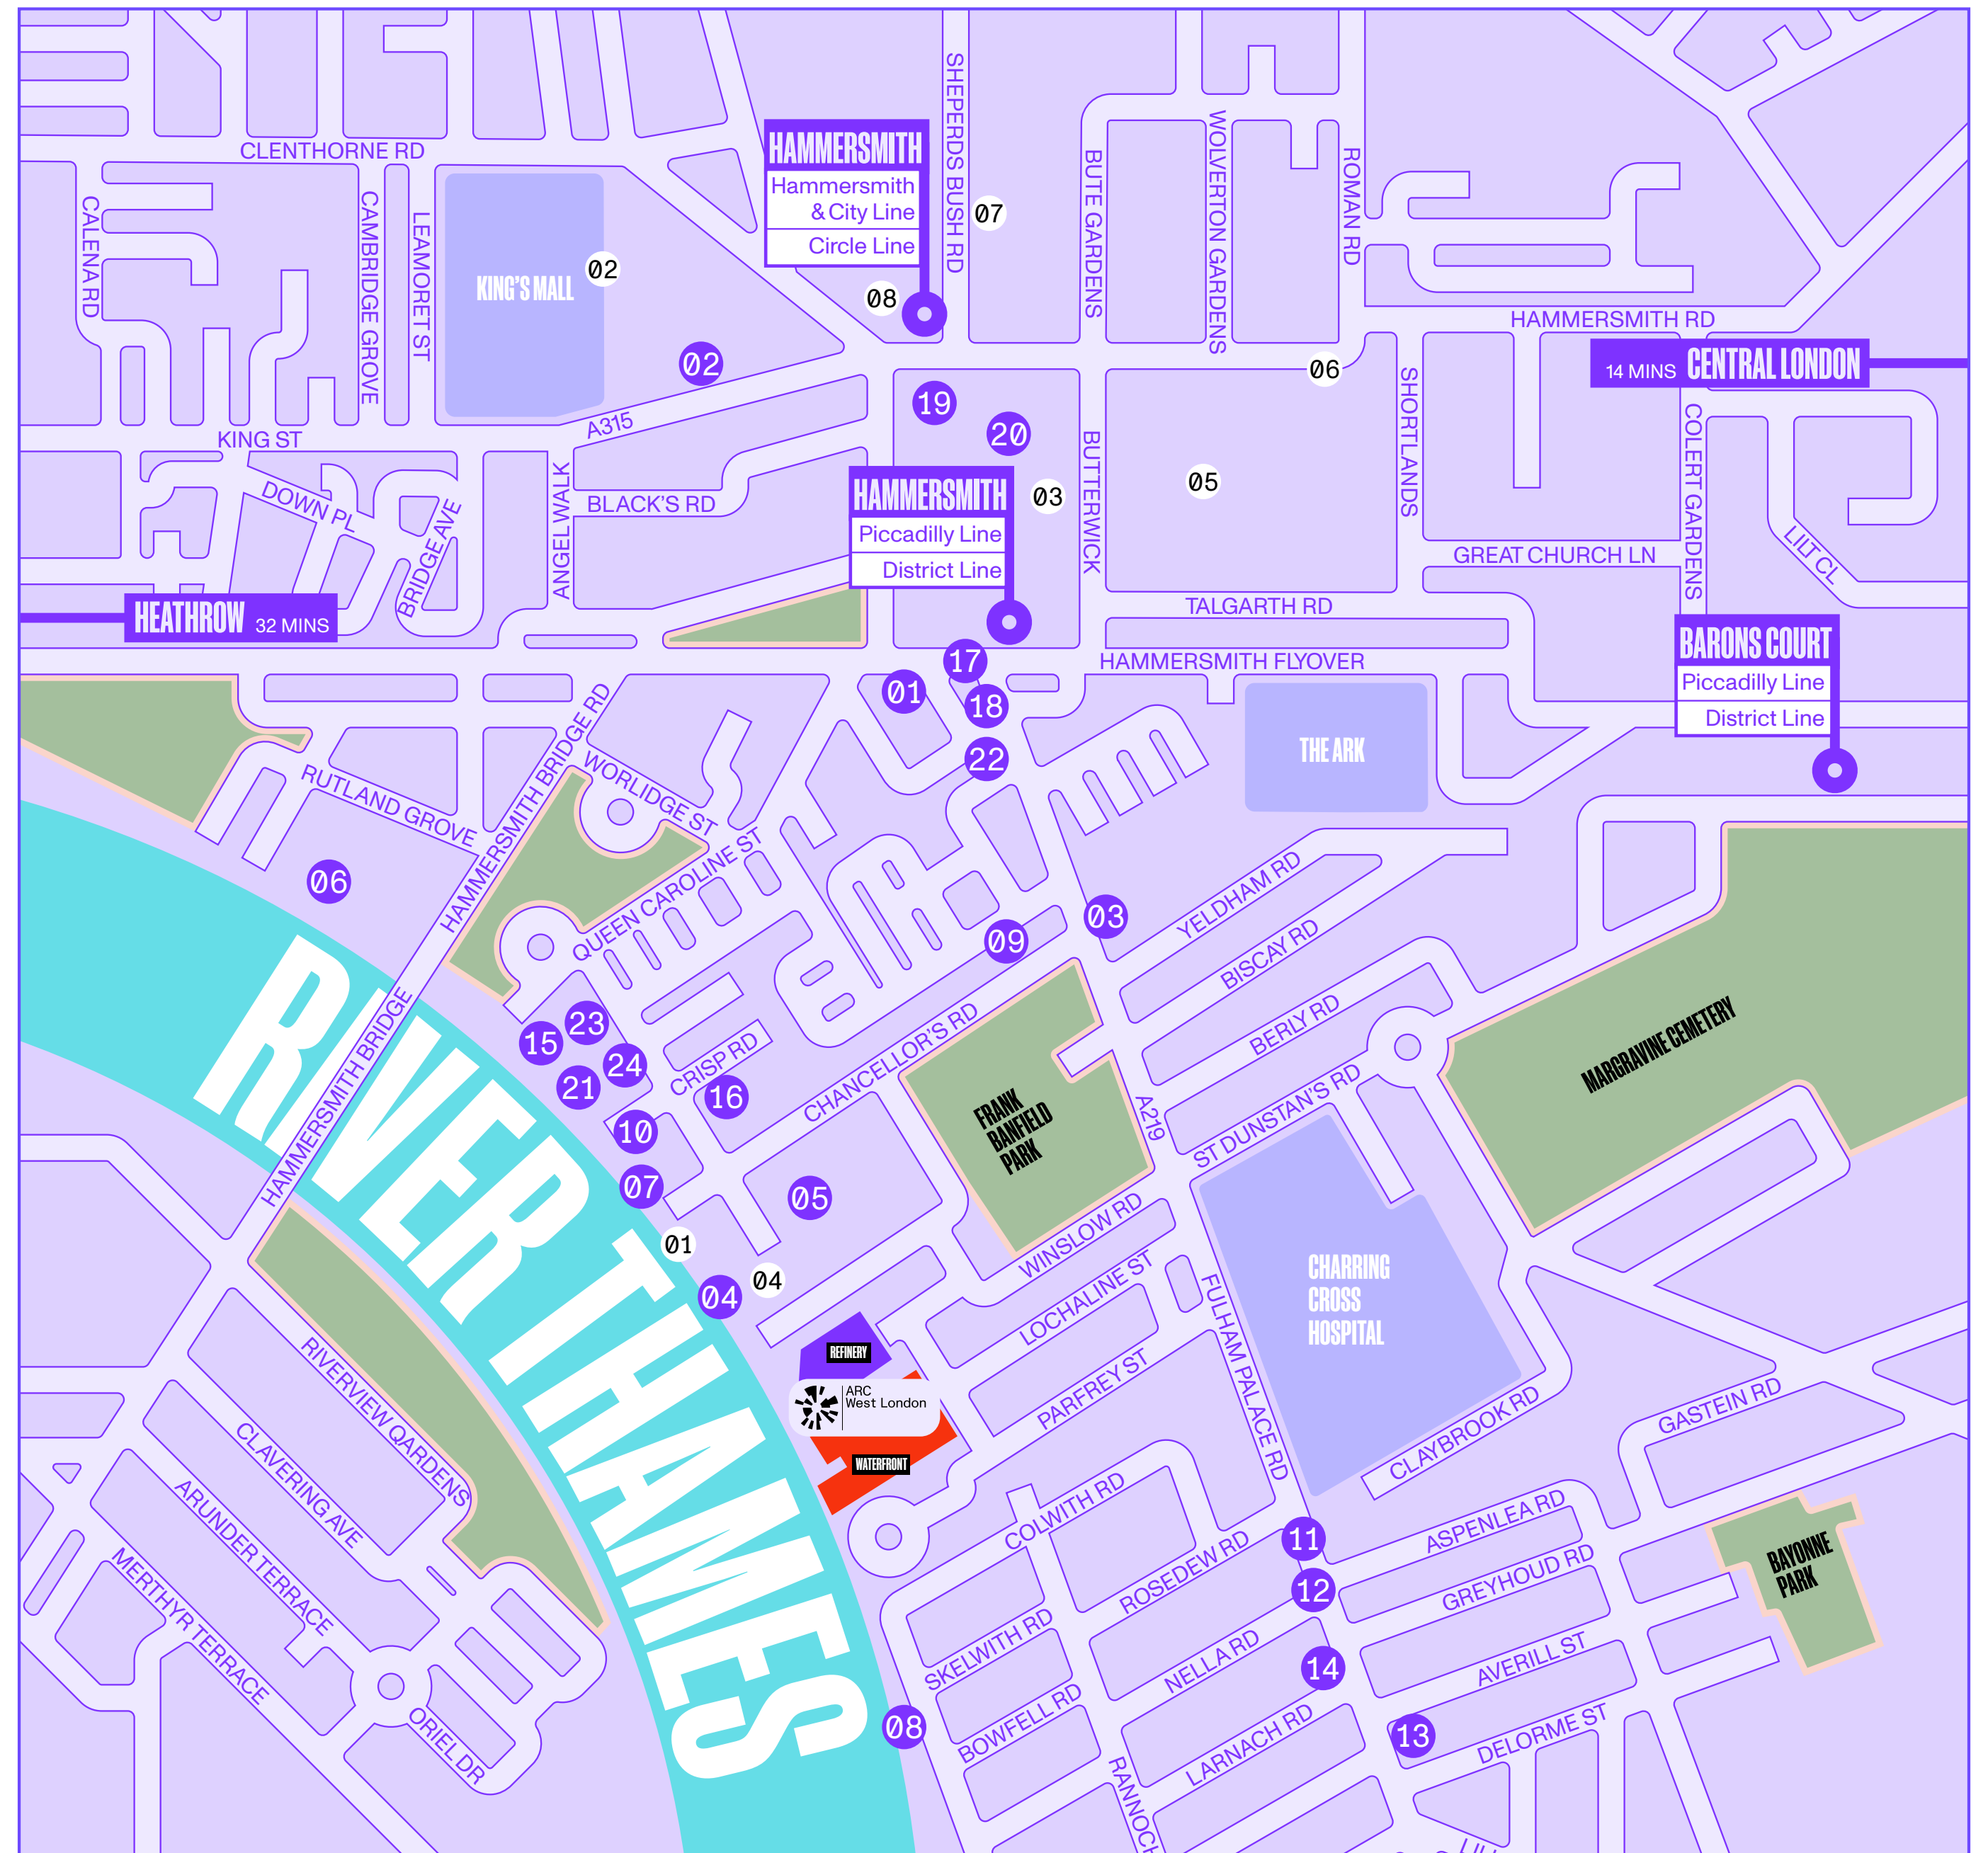 CLENTHORNE RD
CALENA RD
CAMBRIDGE GROVE
LEAMORET ST
KING'S MALL
02
HAMMERSMITH
Hammersmith
& City Line
Circle Line
SHEPERDS BUSH RD
07
08
BUTE GARDENS
WOLVERTON GARDENS
ROMAN RD
HAMMERSMITH RD
14 MINS CENTRAL LONDON
06
02
A315
KING ST
19
20
03
05
BUTTERWICK
SHORTLANDS
COLERT GARDENS
LILT CL
GREAT CHURCH LN
DOWN PL
BRIDGE AVE
ANGEL WALK
BLACK'S RD
HAMMERSMITH
Piccadilly Line
District Line
HEATHROW 32 MINS
TALGARTH RD
HAMMERSMITH FLYOVER
BARONS COURT
Piccadilly Line
District Line
17
01
18
22
THE ARK
RUTLAND GROVE
HAMMERSMITH BRIDGE RD
WORLIDGE ST
QUEEN CAROLINE ST
06
03
09
YELDHAM RD
BISCAY RD
BERLY RD
ST DUNSTAN'S RD
MARGRAVINE CEMETERY
HAMMERSMITH BRIDGE
RIVER THAMES
23
15
24
21
CRISP RD
16
CHANCELLOR'S RD
10
07
05
01
04
04
FRANK
BANFIELD
PARK
A219
WINSLOW RD
LOCHALINE ST
PARFREY ST
FULHAM PALACE RD
CHARRING
CROSS
HOSPITAL
REFINERY
ARC
West London
WATERFRONT
CLAYBROOK RD
GASTEIN RD
RIVERVIEW QARDENS
CLAVERING AVE
ARUNDER TERRACE
MERTHYR TERRACE
ORIEL DR
COLWITH RD
ROSEDEW RD
SKELWITH RD
BOWFELL RD
NELLA RD
LARNACH RD
11
12
14
13
08
ASPENLEA RD
GREYHOUD RD
AVERILL ST
DELORME ST
BAYONNE
PARK
RANNOCH